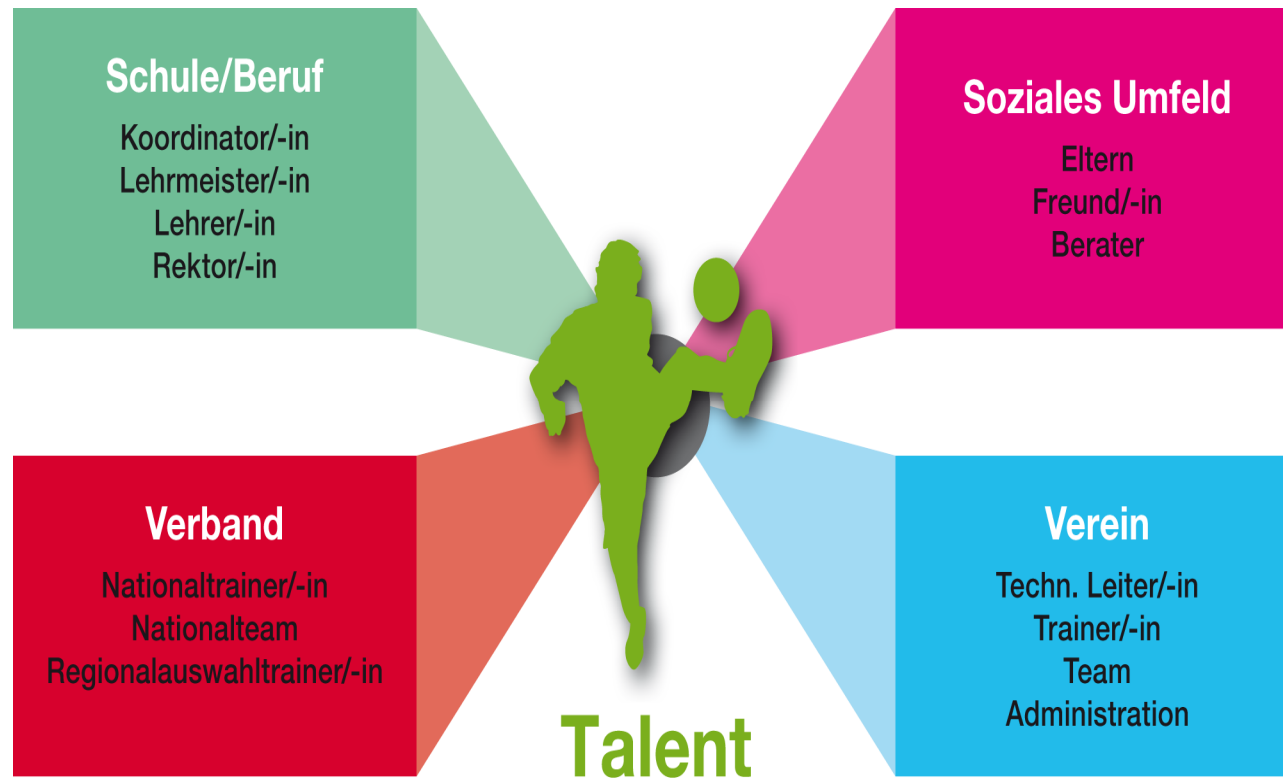 Schule/Beruf
Koordinator/-in
Lehrmeister/-in
Lehrer/-in
Rektor/-in
Soziales Umfeld
Eltern
Freund/-in
Berater
Verband
Nationaltrainer/-in
Nationalteam
Regionalauswahltrainer/-in
Verein
Techn. Leiter/-in
Trainer/-in
Team
Administration
Talent